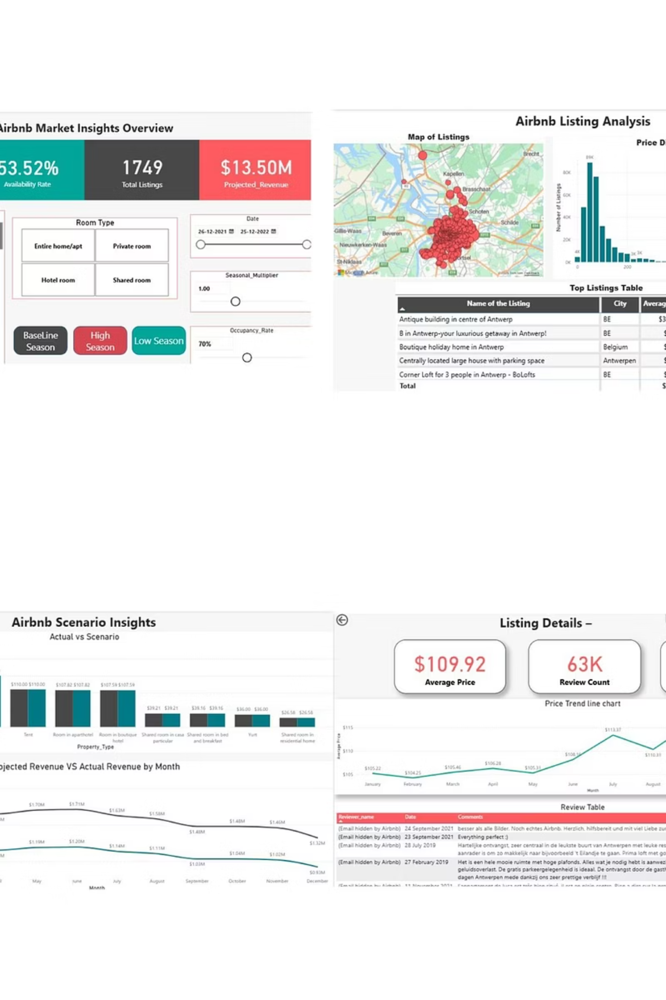 Airbnb Market Insights Overview
53.52%
Availability Rate
1749
Total Listings
$13.50M
Projected_Revenue
Room Type
Entire home/apt
Private room
Hotel room
Shared room
BaseLine
Season
High
Season
Low Season
Date
26-12-2021
25-12-2022
Seasonal_Multiplier
1.00
Occupancy_Rate
70%
Airbnb Listing Analysis
Map of Listings
Brecht
Kapellen
Brasschaat
Schoten
Schilde
Gillis-Waas
Beveren
Nieuwkerken-Waas
St-Niklaas
Microsoft Azure
Price Di
Number of Listings
89K
80K
60K
40K
20K
0K
4K
3K 3K
0
200
Top Listings Table
Name of the Listing City Averag
Antique building in centre of Antwerp BE $3
B in Antwerp-your luxurious getaway in Antwerp! BE $
Boutique holiday home in Antwerp Belgium $
Centrally located large house with parking space Antwerpen $
Corner Loft for 3 people in Antwerp - BoLofts BE $
Total $
Airbnb Scenario Insights
Actual vs Scenario
$110.00 $110.00
$107.82 $107.82
$107.59 $107.59
$39.21 $39.21
$39.16 $39.16
$36.00 $36.00
$26.58 $26.58
Tent
Room in aparthotel
Room in boutique
hotel
Shared room in casa
particular
Shared room in bed
and breakfast
Yurt
Shared room in
residential home
Property_Type
ojected Revenue VS Actual Revenue by Month
$1.70M
$1.71M
$1.63M
$1.58M
$1.48M
$1.48M
$1.46M
$1.32M
$1.19M
$1.20M
$1.14M
$1.11M
$1.03M
$1.04M
$1.02M
$0.93M
May June July August September October November December
Month
Listing Details –
$109.92
Average Price
63K
Review Count
Price Trend line chart
Average Price
$115
$110
$105
$105.22
$104.25
$105.46
$106.28
$105.31
$113.37
$110.31
January February March April May June July August
Month
Review Table
Reviewer_name Date Comments
(Email hidden by Airbnb) 24 September 2021 besser als alle Bilder. Noch echtes Airbnb. Herzlich, hilfsbereit und mit viel Liebe zu
(Email hidden by Airbnb) 23 September 2021 Everything perfect :)
(Email hidden by Airbnb) 28 July 2019 Hartelijke ontvangst, zeer centraal in de leukste buurt van Antwerpen met leuke res
aanrader is om zo makkelijk naar bijvoorbeeld 't Eilandje te gaan. Prima loft met go
(Email hidden by Airbnb) 27 February 2019 Het is een hele mooie ruimte met hoge plafonds. Alles wat je nodig hebt is aanwezi
geluidsoverlast. De gratis parkeergelegenheid is ideaal. De ontvangst door de gasth
dagen Antwerpen mede dankzij ons zeer prettige verblijf !!!